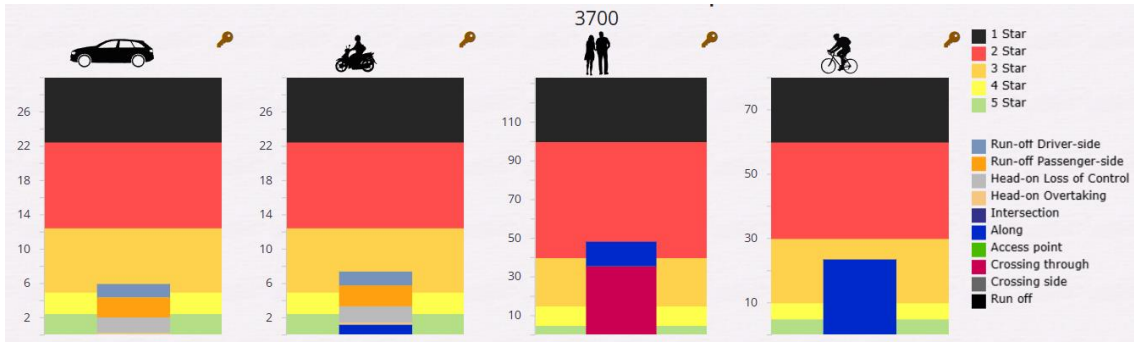 3700
26
22
18
14
10
6
2
26
22
18
14
10
6
2
110
90
70
50
30
10
70
50
30
10
1 Star
2 Star
3 Star
4 Star
5 Star
Run-off Driver-side
Run-off Passenger-side
Head-on Loss of Control
Head-on Overtaking
Intersection
Along
Access point
Crossing through
Crossing side
Run off